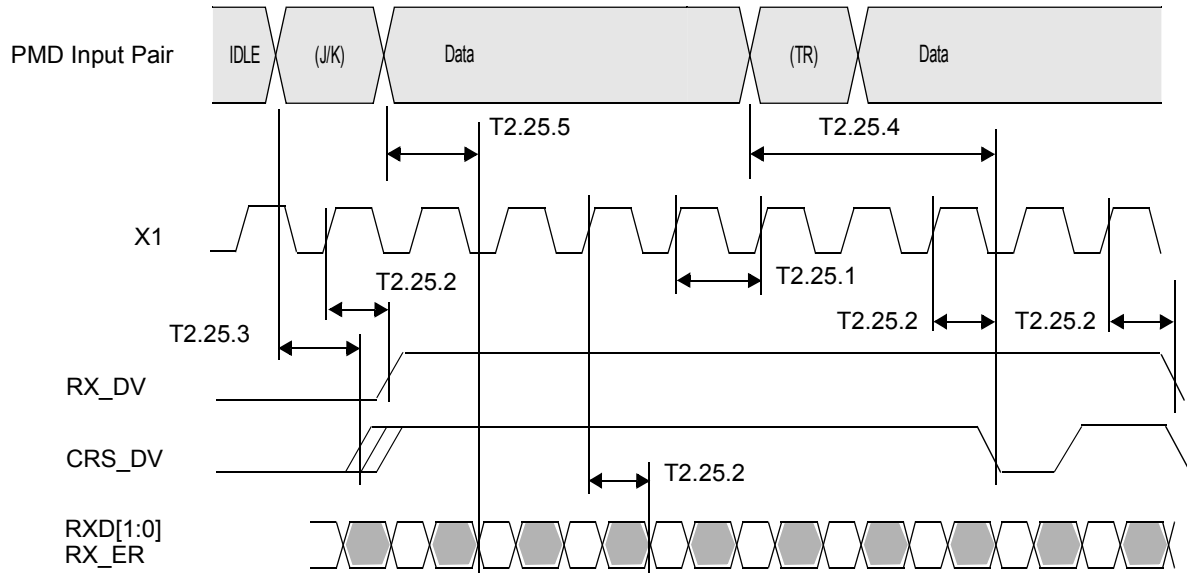 PMD Input Pair
IDLE
(J/K)
Data
(TR)
Data
T2.25.5
T2.25.4
X1
T2.25.2
T2.25.1
T2.25.3
T2.25.2
T2.25.2
RX_DV
CRS_DV
T2.25.2
RXD[1:0]
RX_ER